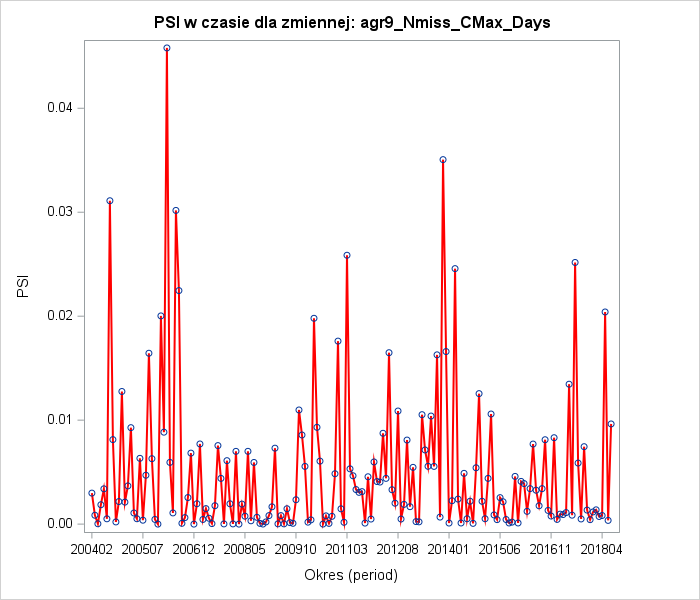 PSI w czasie dla zmiennej: agr9_Nmiss_CMax_Days
0.04
0.03
PSI
0.02
0.01
0.00
200402 200507 200612 200805 200910 201103 201208 201401 201506 201611 201804
Okres (period)